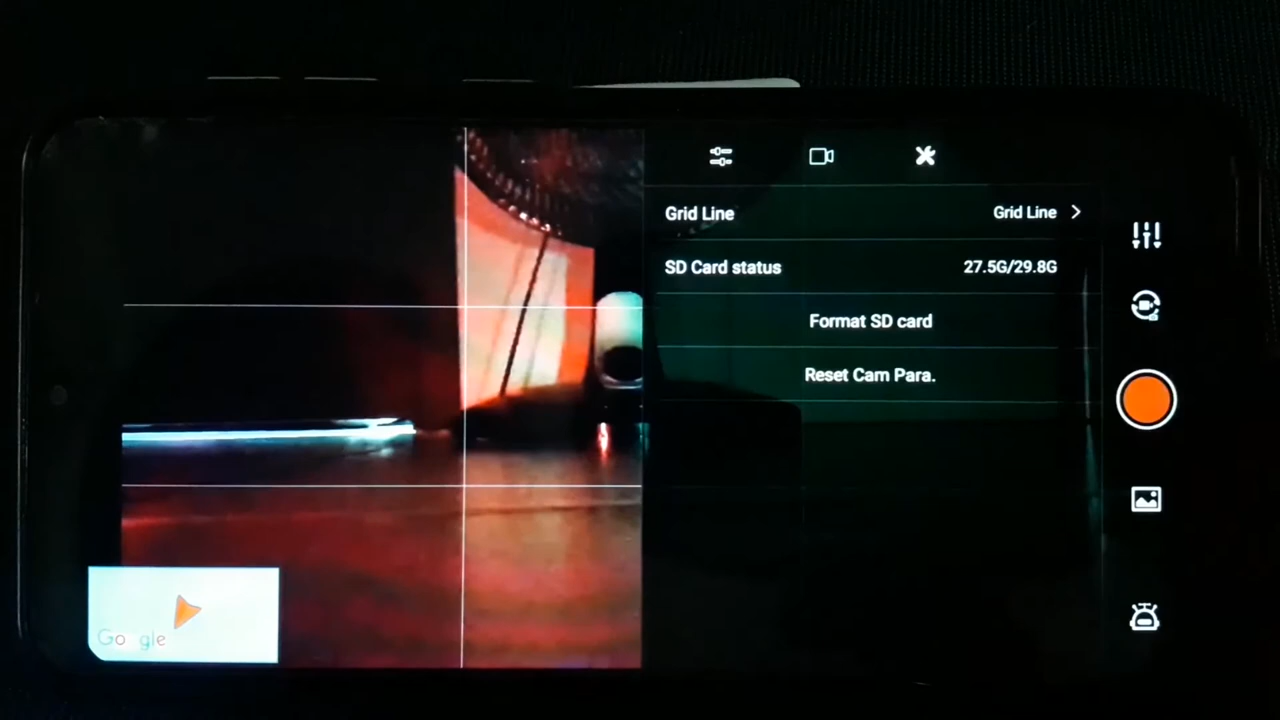 Grid Line Grid Line
SD Card status 27.5G/29.8G
Format SD card
Reset Cam Para.
Google